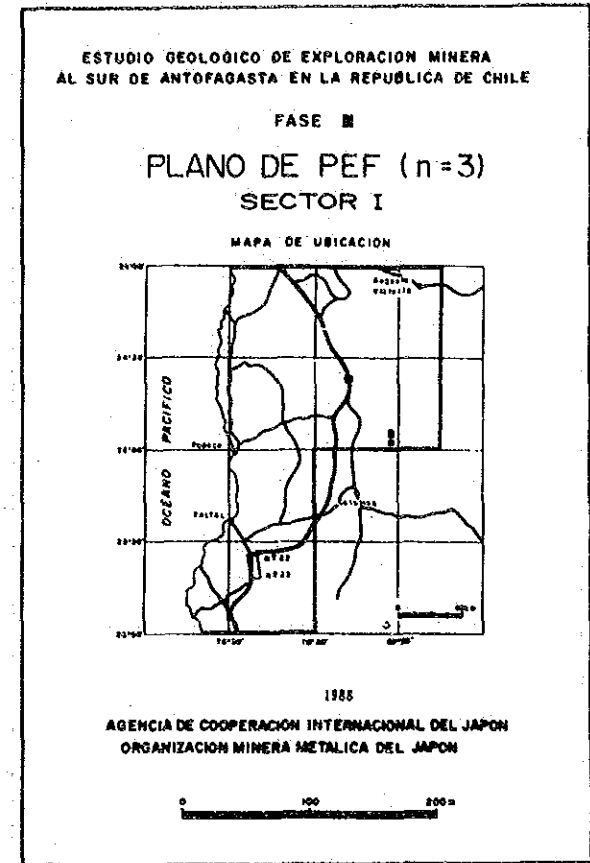 ESTUDIO GEOLOGICO DE EXPLORACION MINERA
AL SUR DE ANTOFAGASTA EN LA REPUBLICA DE CHILE
FASE III
PLANO DE PEF (n=3)
SECTOR I
MAPA DE UBICACION
OCEANO PACIFICO
TALTAL
1988
AGENCIA DE COOPERACION INTERNACIONAL DEL JAPON
ORGANIZACION MINERA METALICA DEL JAPON
0 100 200m